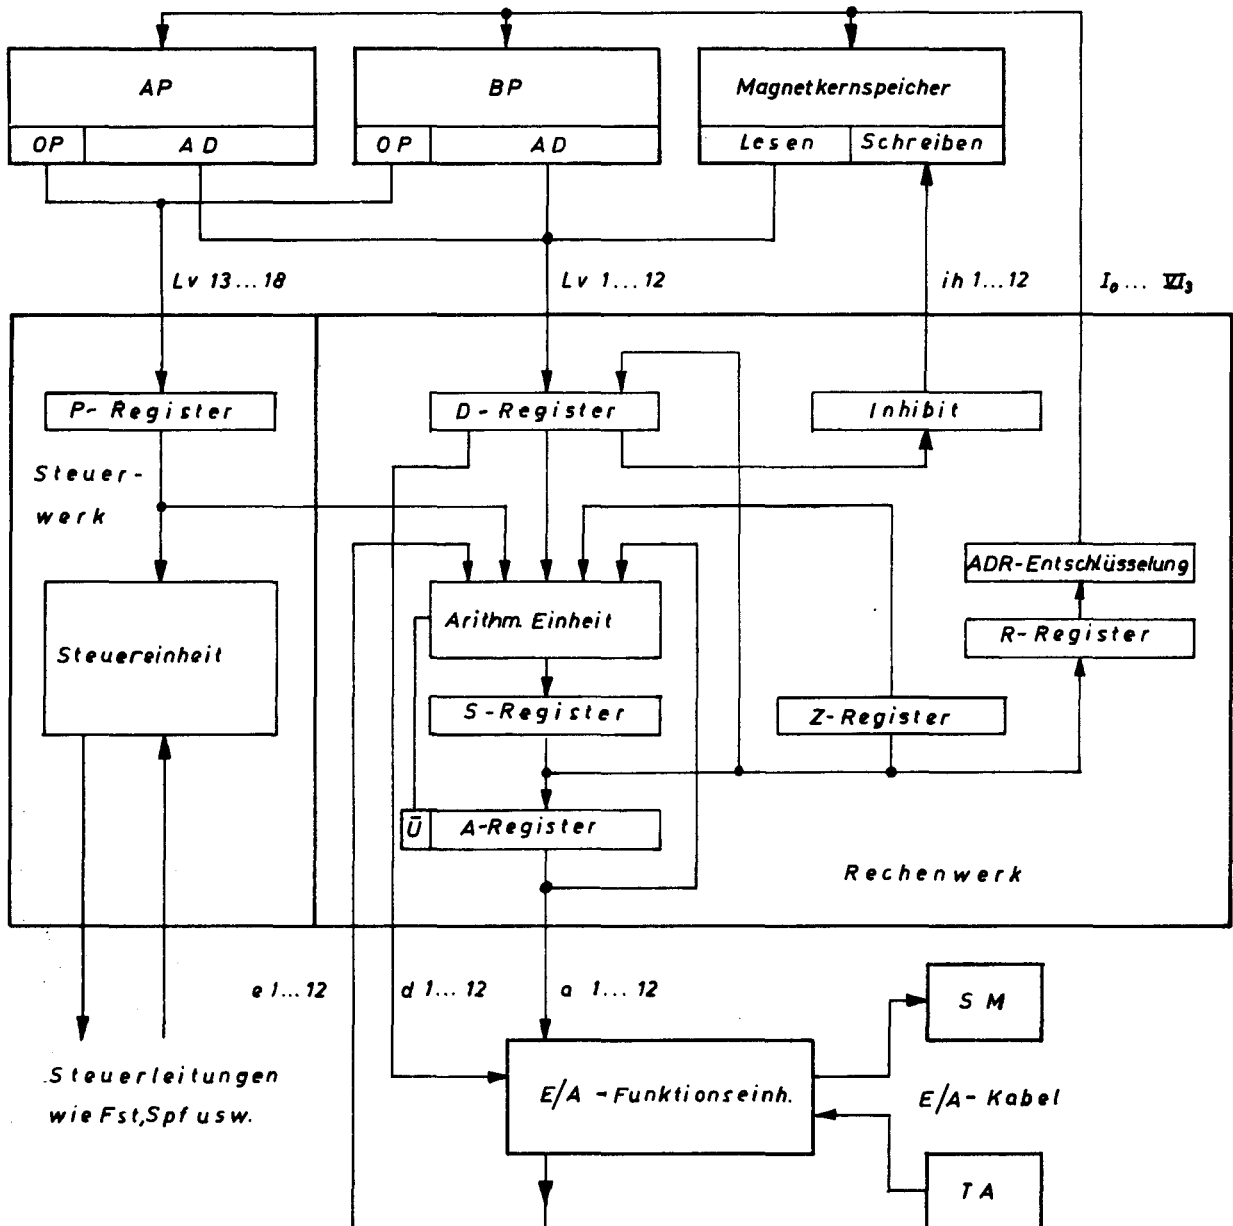 AP
BP
Magnetkernspeicher
OP AD
OP AD
Lesen Schreiben
Lv 13...18
Lv 1...12
ih 1...12
I₀... VI₃
P- Register
D - Register
Inhibit
Steuer-
werk
ADR-Entschlüsselung
Arithm. Einheit
R-Register
Steuereinheit
S-Register
Z-Register
Ü A-Register
Rechenwerk
e 1...12
d 1...12
a 1...12
SM
Steuerleitungen
wie Fst,Spf usw.
E/A -Funktionseinh.
E/A-Kabel
TA